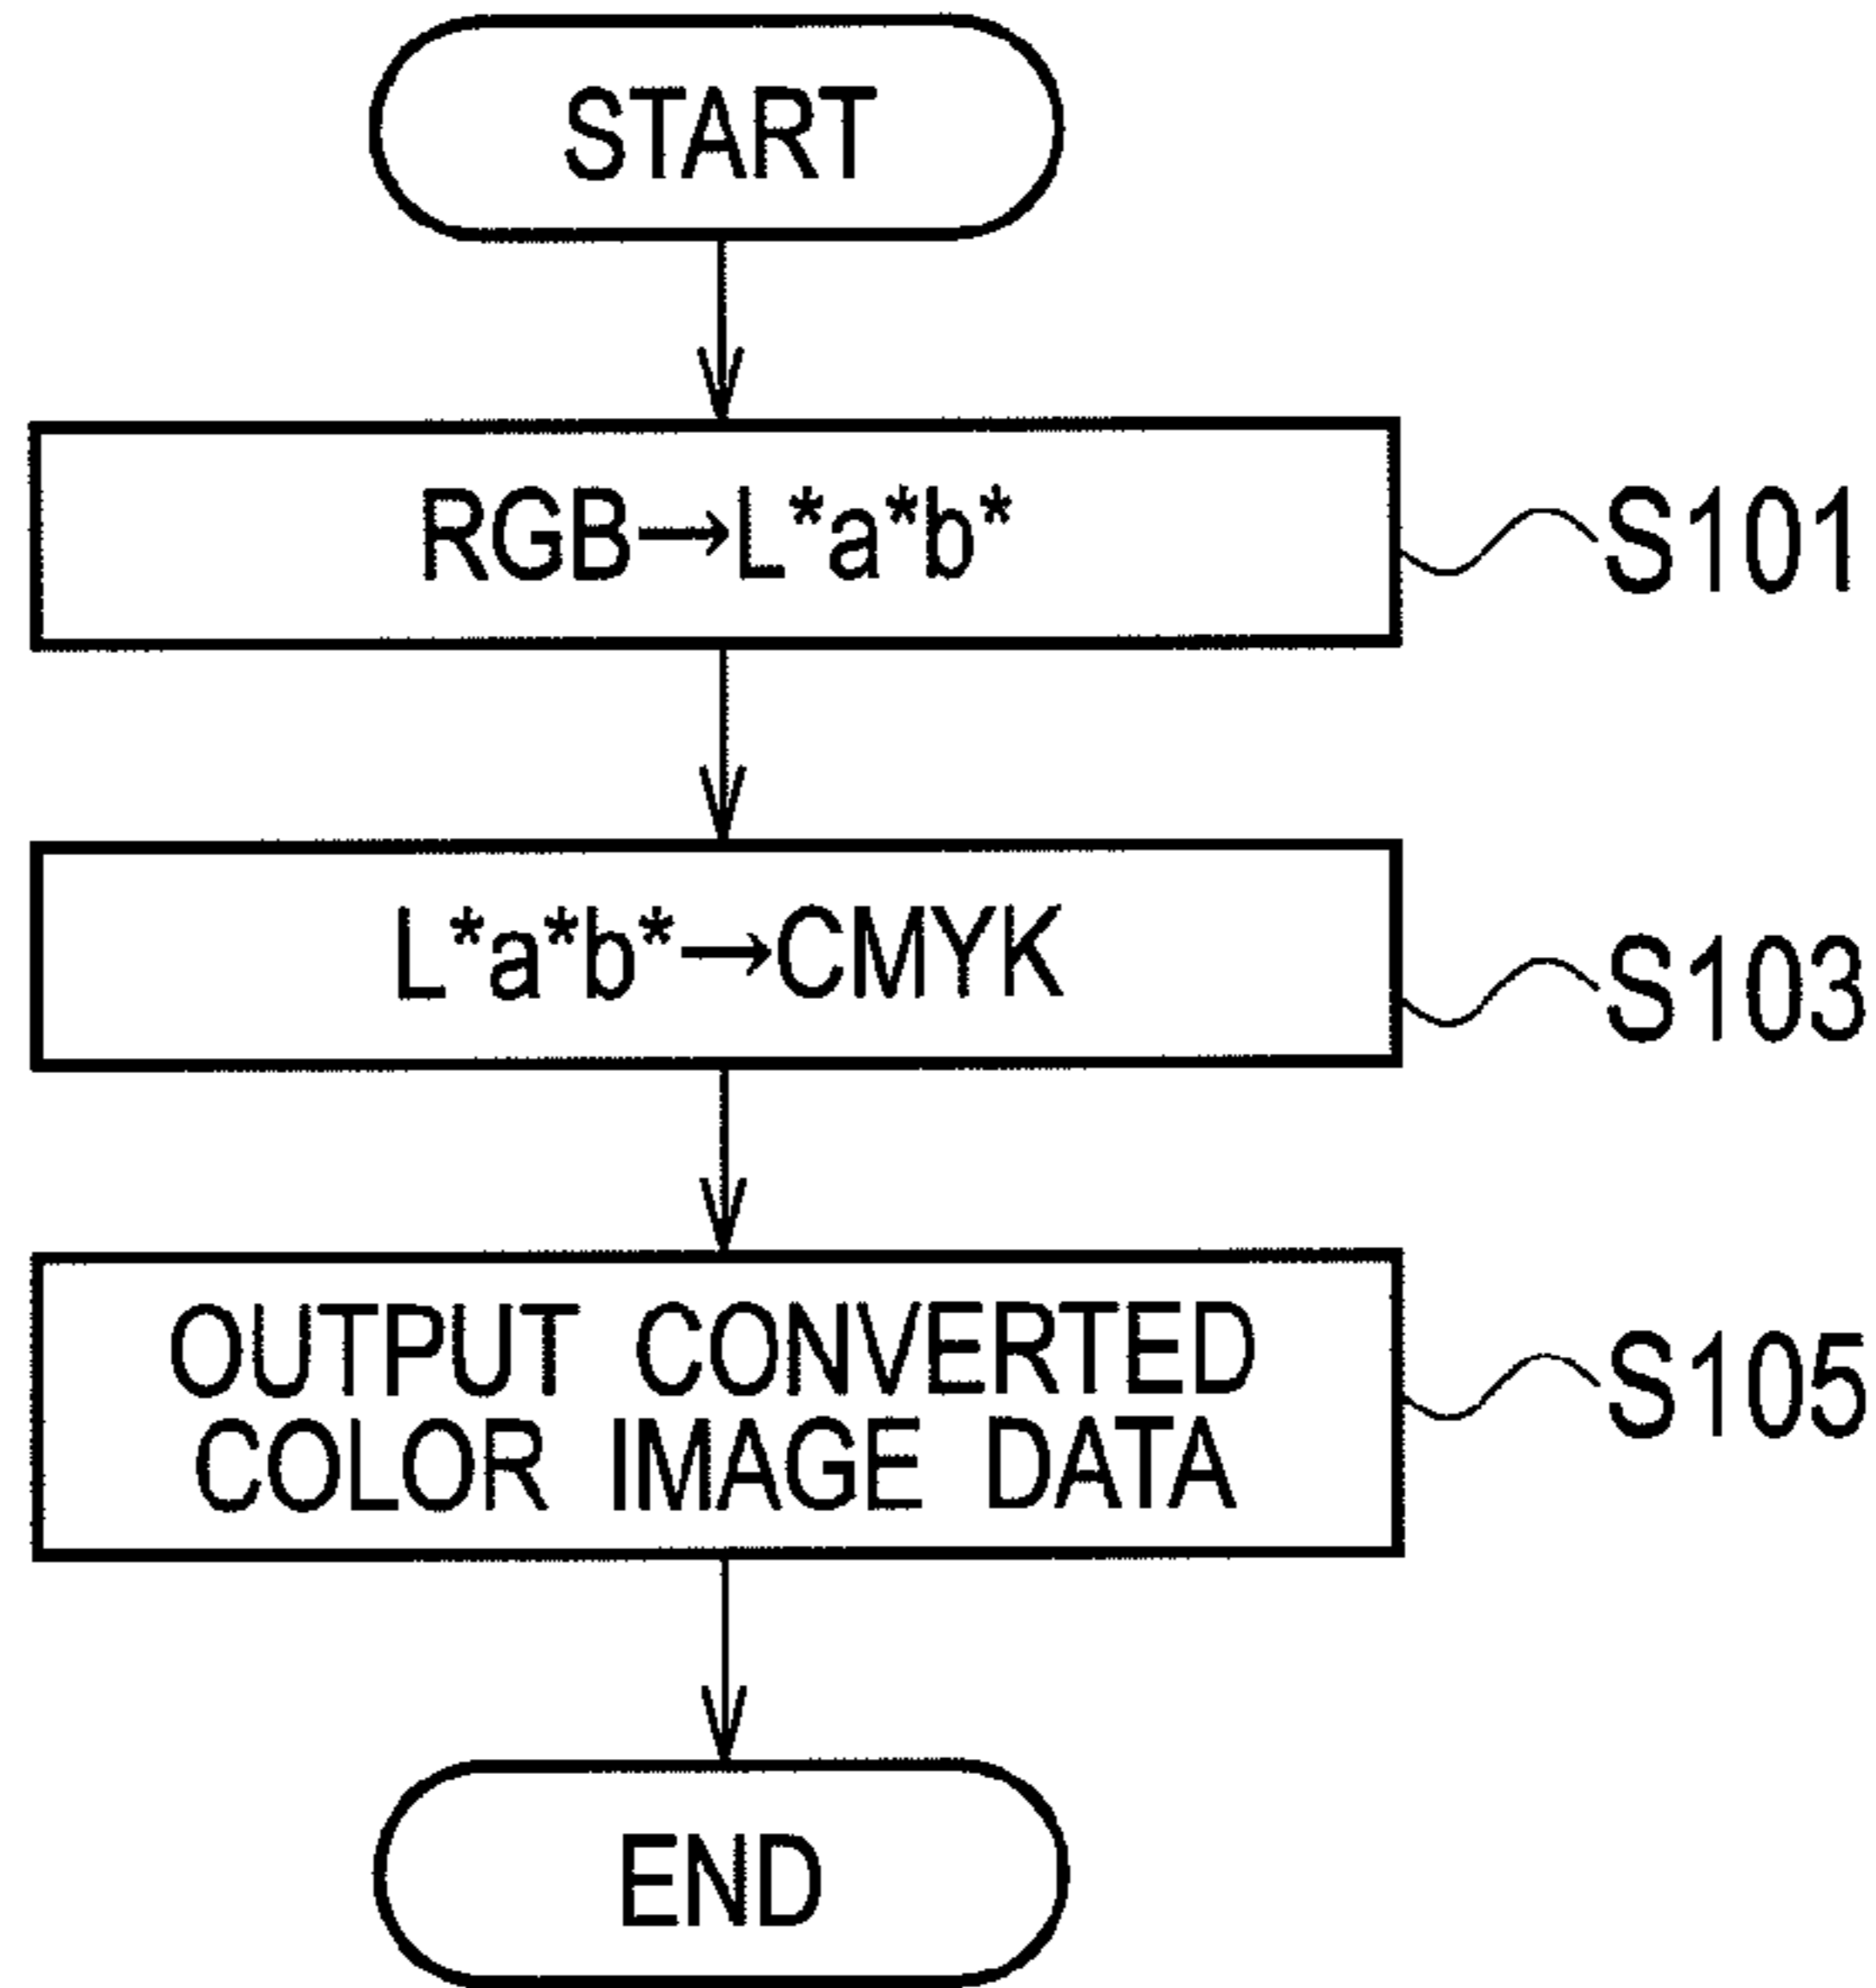 START
RGB→L*a*b*
S101
L*a*b*→CMYK
S103
OUTPUT CONVERTED
COLOR IMAGE DATA
S105
END